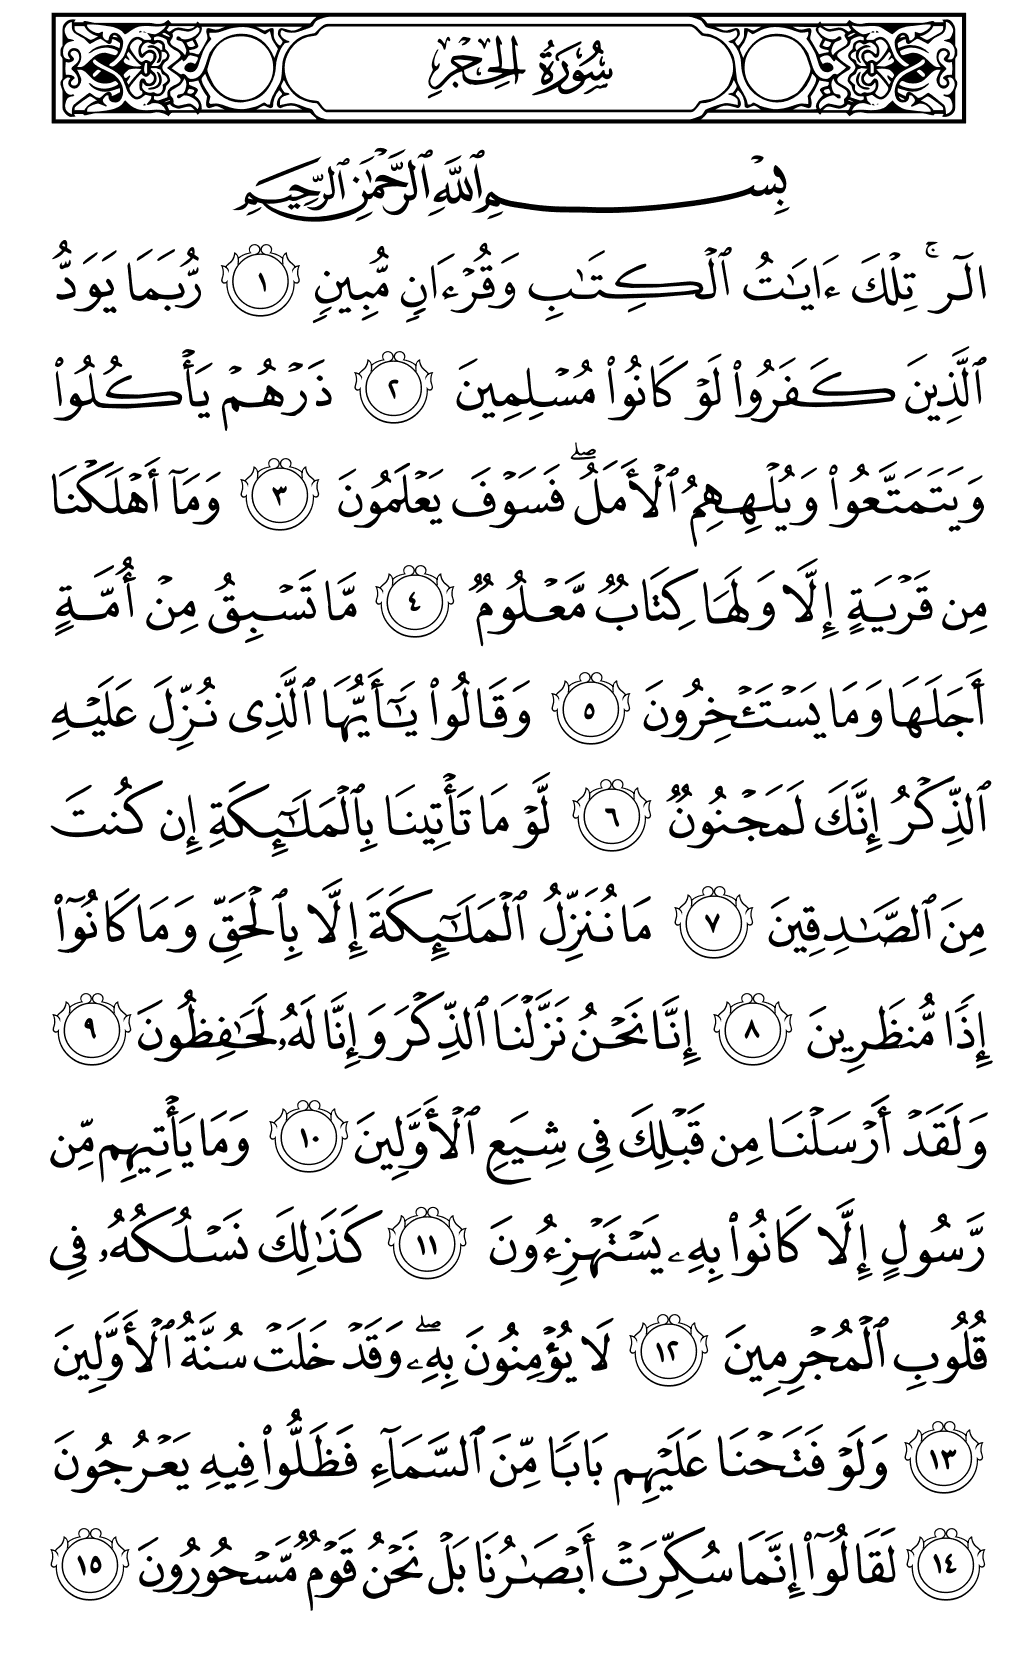 سُورَةُ الحِجْرِ
بِسْمِ ٱللَّهِ ٱلرَّحْمَٰنِ ٱلرَّحِيمِ
الٓرۚ تِلْكَ ءَايَٰتُ ٱلْكِتَٰبِ وَقُرْءَانٍ مُّبِينٍ ١ رُّبَمَا يَوَدُّ
ٱلَّذِينَ كَفَرُوا۟ لَوْ كَانُوا۟ مُسْلِمِينَ ٢ ذَرْهُمْ يَأْكُلُوا۟
وَيَتَمَتَّعُوا۟ وَيُلْهِهِمُ ٱلْأَمَلُۖ فَسَوْفَ يَعْلَمُونَ ٣ وَمَآ أَهْلَكْنَا
مِن قَرْيَةٍ إِلَّا وَلَهَا كِتَابٌ مَّعْلُومٌ ٤ مَّا تَسْبِقُ مِنْ أُمَّةٍ
أَجَلَهَا وَمَا يَسْتَـْٔخِرُونَ ٥ وَقَالُوا۟ يَٰٓأَيُّهَا ٱلَّذِى نُزِّلَ عَلَيْهِ
ٱلذِّكْرُ إِنَّكَ لَمَجْنُونٌ ٦ لَّوْ مَا تَأْتِينَا بِٱلْمَلَٰٓئِكَةِ إِن كُنتَ
مِنَ ٱلصَّٰدِقِينَ ٧ مَا نُنَزِّلُ ٱلْمَلَٰٓئِكَةَ إِلَّا بِٱلْحَقِّ وَمَا كَانُوٓا۟
إِذًا مُّنظَرِينَ ٨ إِنَّا نَحْنُ نَزَّلْنَا ٱلذِّكْرَ وَإِنَّا لَهُۥ لَحَٰفِظُونَ ٩
وَلَقَدْ أَرْسَلْنَا مِن قَبْلِكَ فِى شِيَعِ ٱلْأَوَّلِينَ ١٠ وَمَا يَأْتِيهِم مِّن
رَّسُولٍ إِلَّا كَانُوا۟ بِهِۦ يَسْتَهْزِءُونَ ١١ كَذَٰلِكَ نَسْلُكُهُۥ فِى
قُلُوبِ ٱلْمُجْرِمِينَ ١٢ لَا يُؤْمِنُونَ بِهِۦۖ وَقَدْ خَلَتْ سُنَّةُ ٱلْأَوَّلِينَ
١٣ وَلَوْ فَتَحْنَا عَلَيْهِم بَابًا مِّنَ ٱلسَّمَآءِ فَظَلُّوا۟ فِيهِ يَعْرُجُونَ
١٤ لَقَالُوٓا۟ إِنَّمَا سُكِّرَتْ أَبْصَٰرُنَا بَلْ نَحْنُ قَوْمٌ مَّسْحُورُونَ ١٥